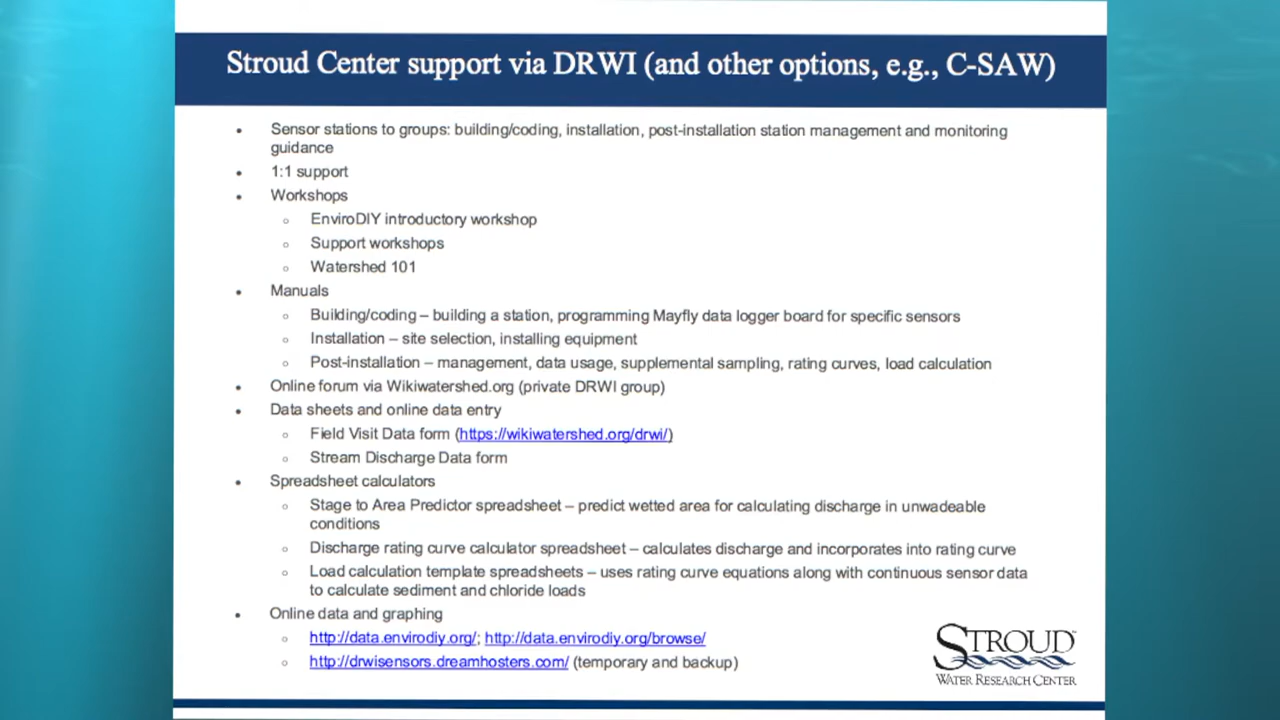 Stroud Center support via DRWI (and other options, e.g., C-SAW)
• Sensor stations to groups: building/coding, installation, post-installation station management and monitoring
guidance
• 1:1 support
• Workshops
◦ EnviroDIY introductory workshop
◦ Support workshops
◦ Watershed 101
• Manuals
◦ Building/coding – building a station, programming Mayfly data logger board for specific sensors
◦ Installation – site selection, installing equipment
◦ Post-installation – management, data usage, supplemental sampling, rating curves, load calculation
• Online forum via Wikiwatershed.org (private DRWI group)
• Data sheets and online data entry
◦ Field Visit Data form (https://wikiwatershed.org/drwi/)
◦ Stream Discharge Data form
• Spreadsheet calculators
◦ Stage to Area Predictor spreadsheet – predict wetted area for calculating discharge in unwadeable
conditions
◦ Discharge rating curve calculator spreadsheet – calculates discharge and incorporates into rating curve
◦ Load calculation template spreadsheets – uses rating curve equations along with continuous sensor data
to calculate sediment and chloride loads
• Online data and graphing
◦ http://data.envirodiy.org/; http://data.envirodiy.org/browse/
◦ http://drwisensors.dreamhosters.com/ (temporary and backup)
STROUD™
WATER RESEARCH CENTER